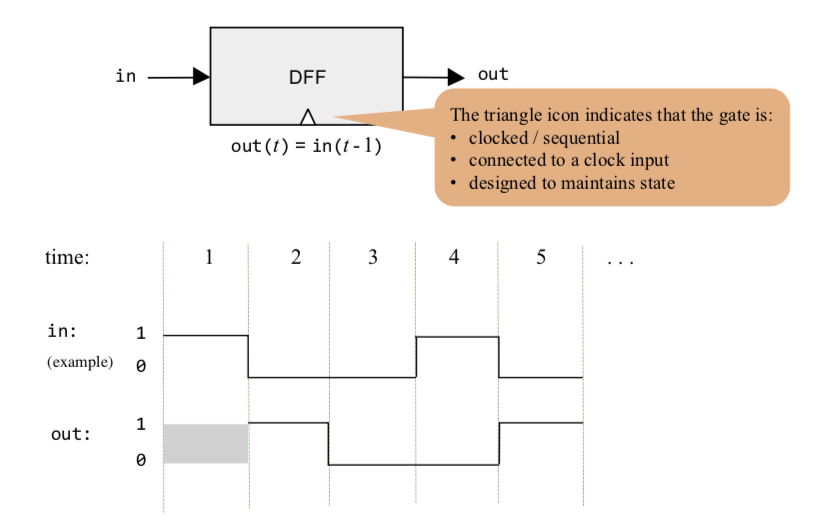 in
DFF
out
The triangle icon indicates that the gate is:
• clocked / sequential
• connected to a clock input
• designed to maintains state
out(t) = in(t-1)
time: 1 2 3 4 5 ...
in: 1
(example) 0
out: 1
0